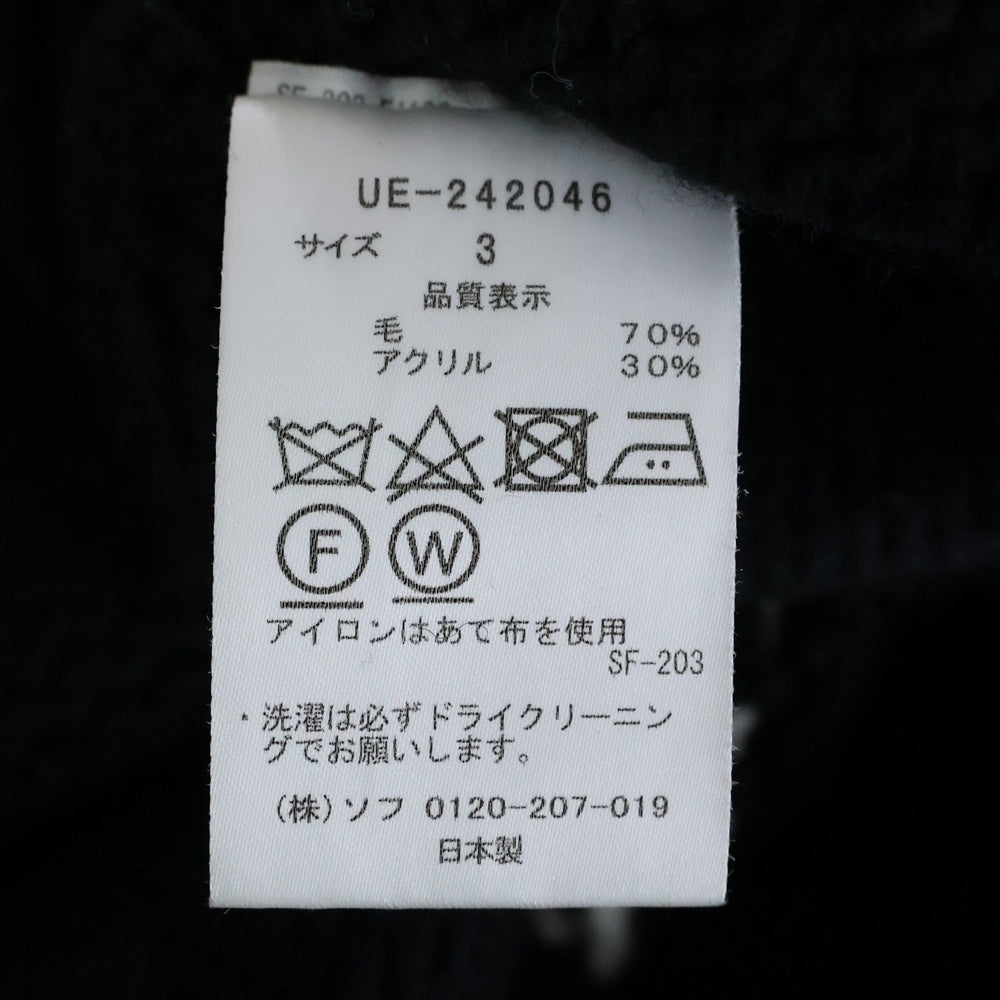 UE-242046
サイズ 3
品質表示
毛 70%
アクリル 30%
F W
アイロンはあて布を使用
SF-203
・洗濯は必ずドライクリーニン
グでお願いします。
(株)ソフ 0120-207-019
日本製